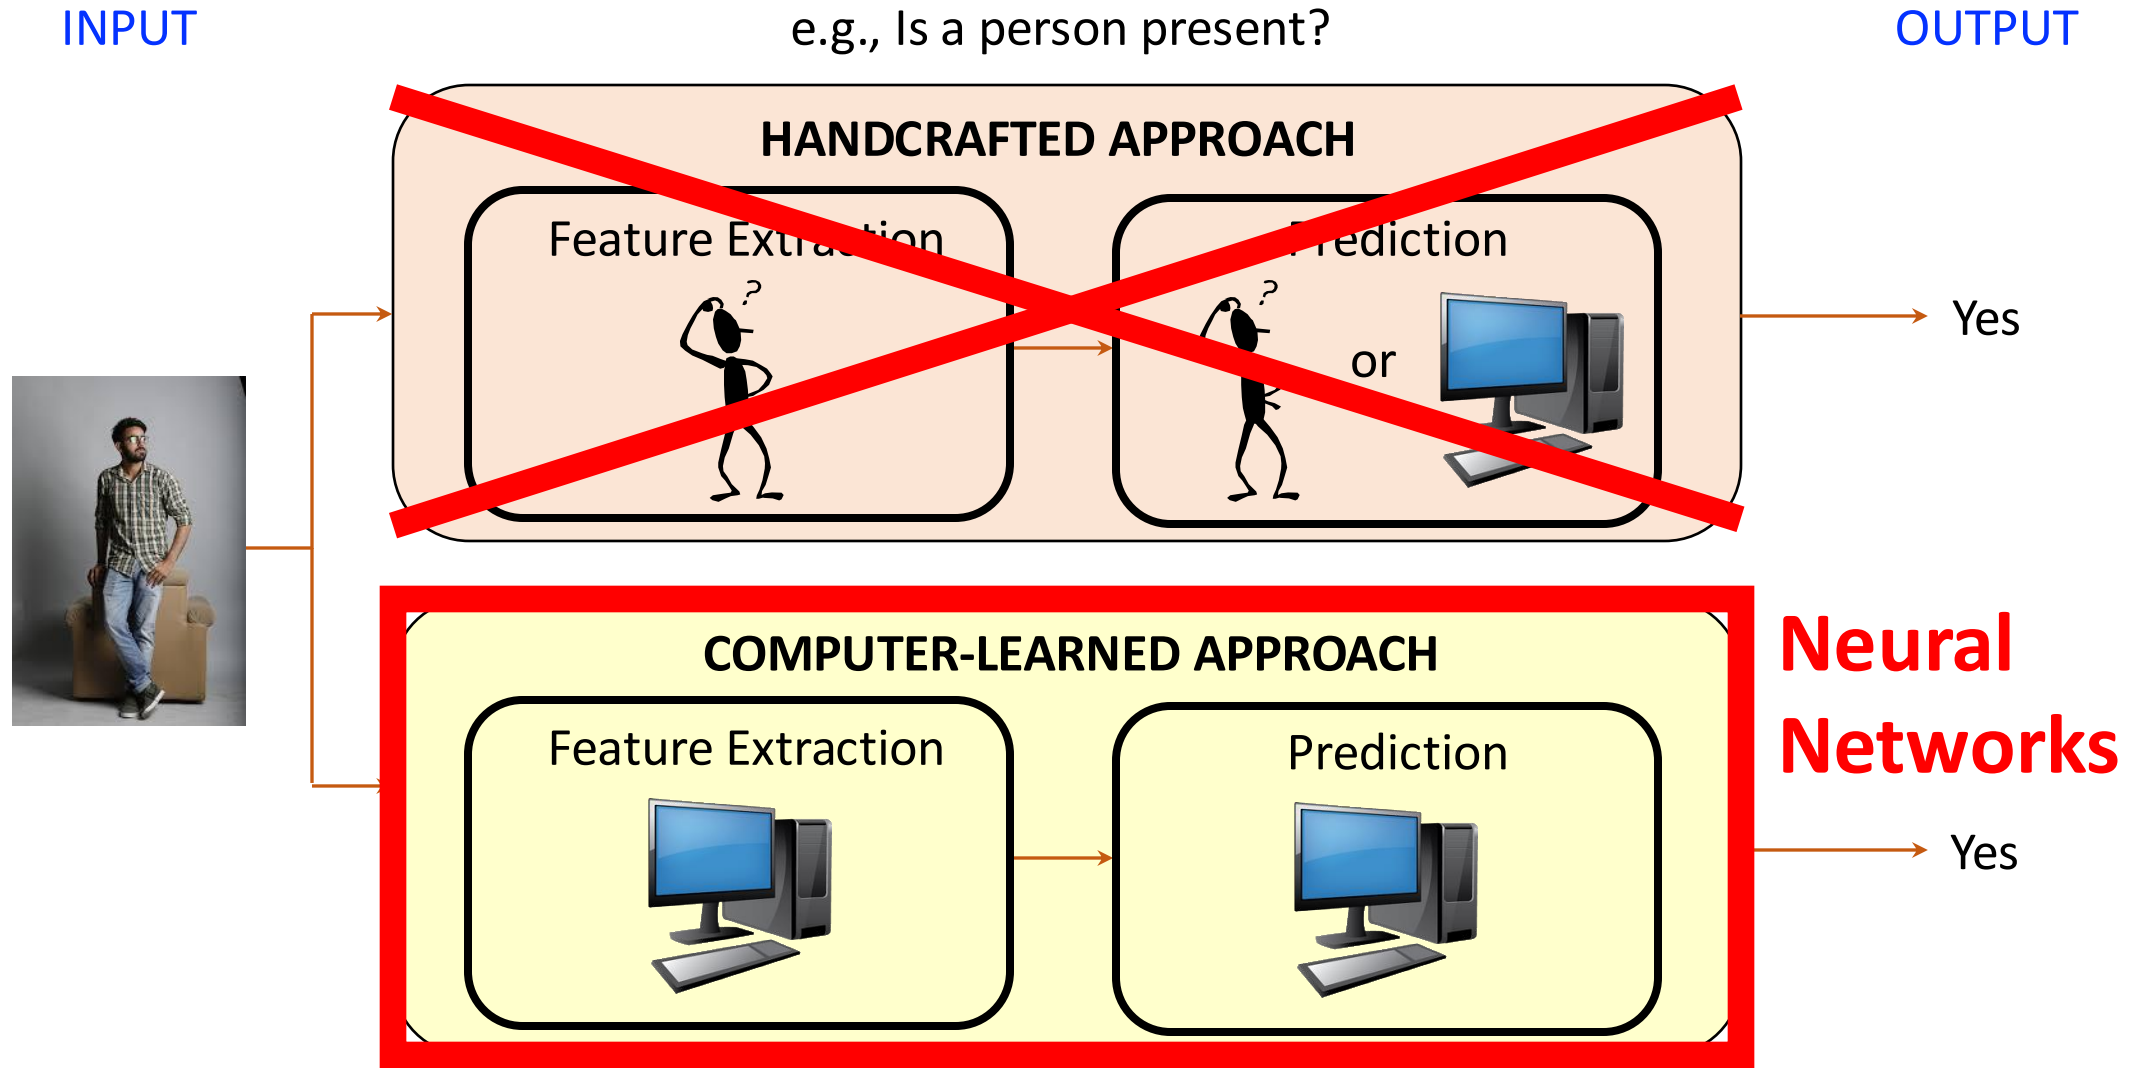 INPUT
e.g., Is a person present?
OUTPUT
HANDCRAFTED APPROACH
Feature Extraction
Prediction
?
?
or
Yes
COMPUTER-LEARNED APPROACH
Neural
Networks
Feature Extraction
Prediction
Yes